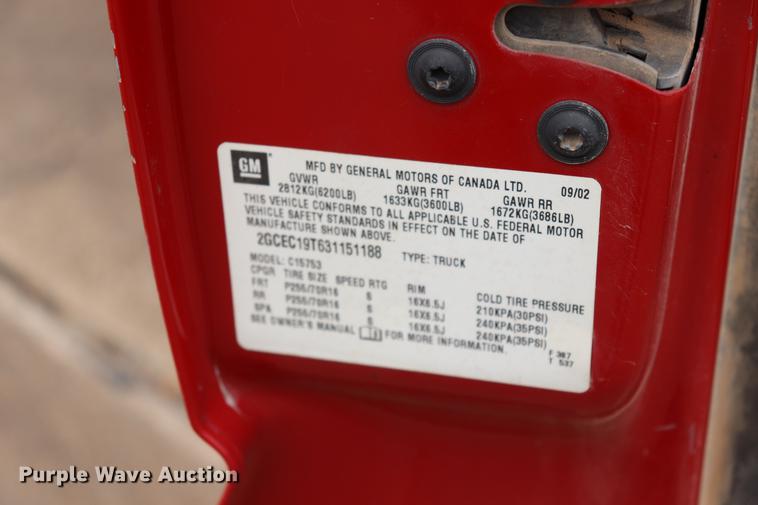 GM
MFD BY GENERAL MOTORS OF CANADA LTD. 09/02
GVWR GAWR FRT GAWR RR
2812KG(6200LB) 1633KG(3600LB) 1672KG(3686LB)
THIS VEHICLE CONFORMS TO ALL APPLICABLE U.S. FEDERAL MOTOR
VEHICLE SAFETY STANDARDS IN EFFECT ON THE DATE OF
MANUFACTURE SHOWN ABOVE.
2GCEC19T631151188 TYPE: TRUCK
MODEL: C15753
CPGR TIRE SIZE SPEED RTG RIM COLD TIRE PRESSURE
FRT P255/70R16 S 16X6.5J 210KPA(30PSI)
RR P255/70R16 S 16X6.5J 240KPA(35PSI)
SPA P255/70R16 S 16X6.5J 240KPA(35PSI)
SEE OWNER'S MANUAL FOR MORE INFORMATION.
F 387
T 537
Purple Wave Auction